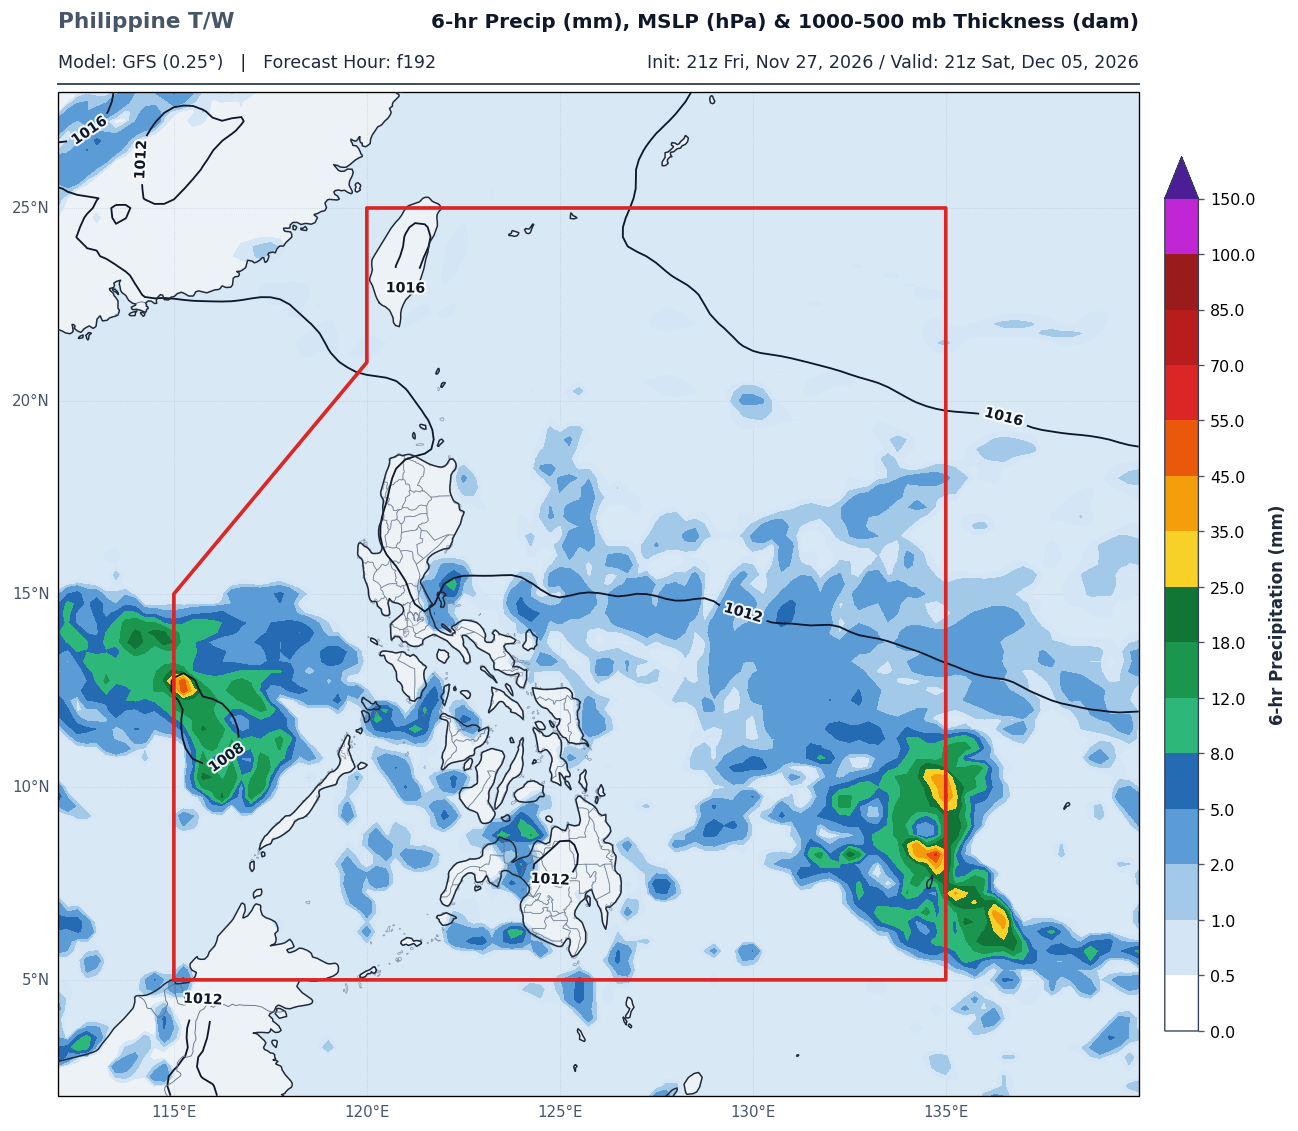 Philippine T/W
6-hr Precip (mm), MSLP (hPa) & 1000-500 mb Thickness (dam)
Model: GFS (0.25°) | Forecast Hour: f192
Init: 21z Fri, Nov 27, 2026 / Valid: 21z Sat, Dec 05, 2026
1016
1012
25°N
1016
20°N
1016
15°N
1012
1008
10°N
1012
5°N
1012
115°E
120°E
125°E
130°E
135°E
150.0
100.0
85.0
70.0
55.0
45.0
35.0
25.0
18.0
12.0
8.0
5.0
2.0
1.0
0.5
0.0
6-hr Precipitation (mm)